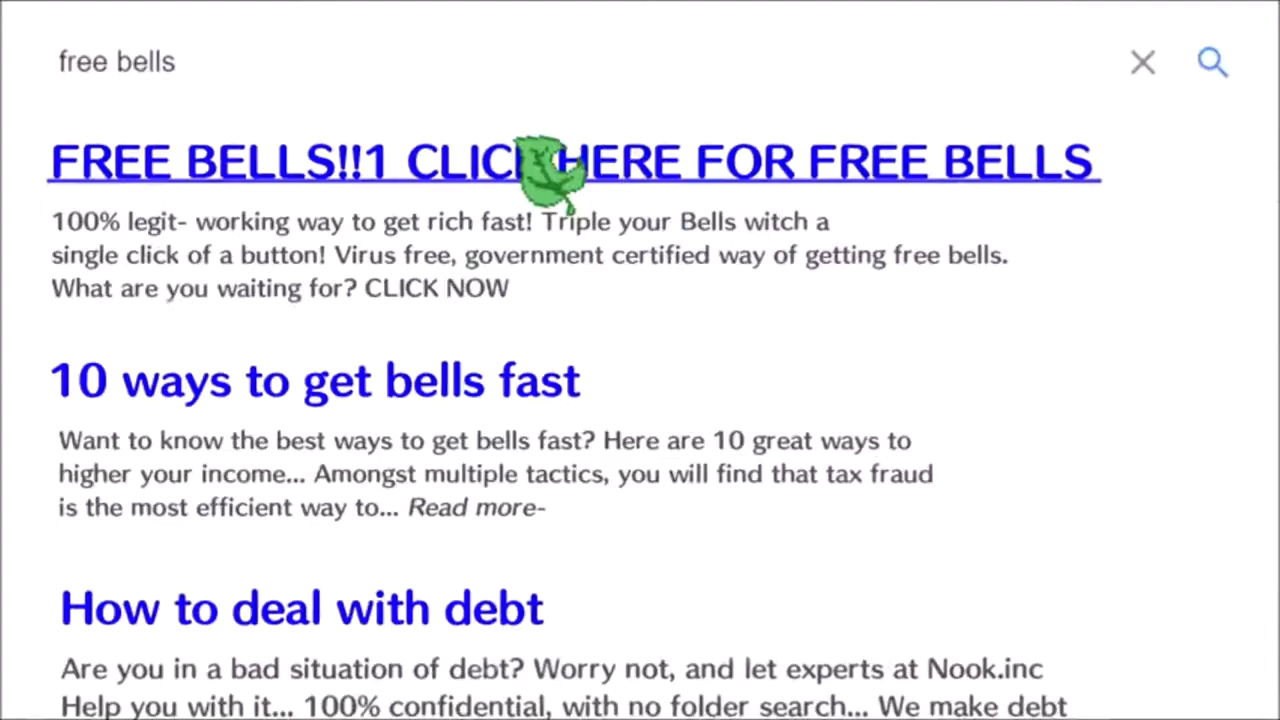 free bells
FREE BELLS!!1 CLICK HERE FOR FREE BELLS
100% legit- working way to get rich fast! Triple your Bells witch a
single click of a button! Virus free, government certified way of getting free bells.
What are you waiting for? CLICK NOW
10 ways to get bells fast
Want to know the best ways to get bells fast? Here are 10 great ways to
higher your income... Amongst multiple tactics, you will find that tax fraud
is the most efficient way to... Read more-
How to deal with debt
Are you in a bad situation of debt? Worry not, and let experts at Nook.inc
Help you with it... 100% confidential, with no folder search... We make debt